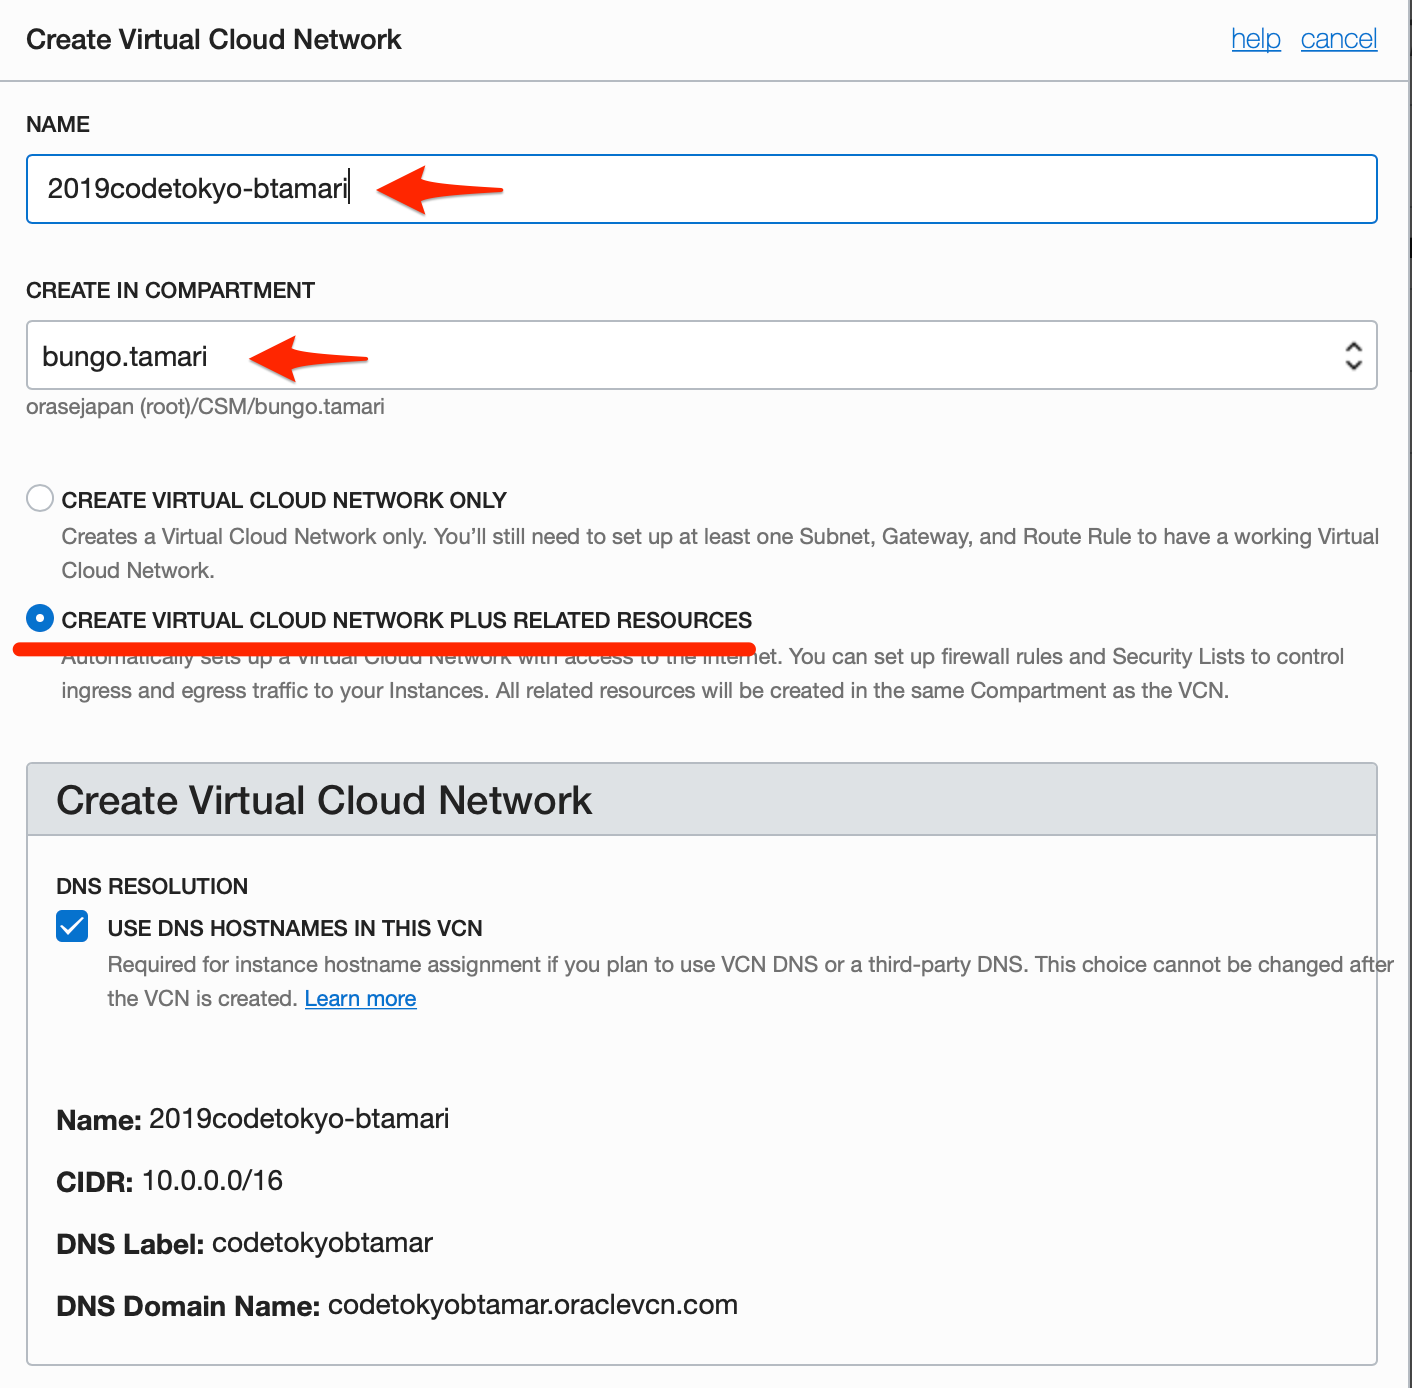 Create Virtual Cloud Network
help cancel
NAME
2019codetokyo-btamari
CREATE IN COMPARTMENT
bungo.tamari
orasejapan (root)/CSM/bungo.tamari
CREATE VIRTUAL CLOUD NETWORK ONLY
Creates a Virtual Cloud Network only. You’ll still need to set up at least one Subnet, Gateway, and Route Rule to have a working Virtual
Cloud Network.
CREATE VIRTUAL CLOUD NETWORK PLUS RELATED RESOURCES
Automatically sets up a Virtual Cloud Network with access to the internet. You can set up firewall rules and Security Lists to control
ingress and egress traffic to your Instances. All related resources will be created in the same Compartment as the VCN.
Create Virtual Cloud Network
DNS RESOLUTION
USE DNS HOSTNAMES IN THIS VCN
Required for instance hostname assignment if you plan to use VCN DNS or a third-party DNS. This choice cannot be changed after
the VCN is created. Learn more
Name: 2019codetokyo-btamari
CIDR: 10.0.0.0/16
DNS Label: codetokyobtamar
DNS Domain Name: codetokyobtamar.oraclevcn.com